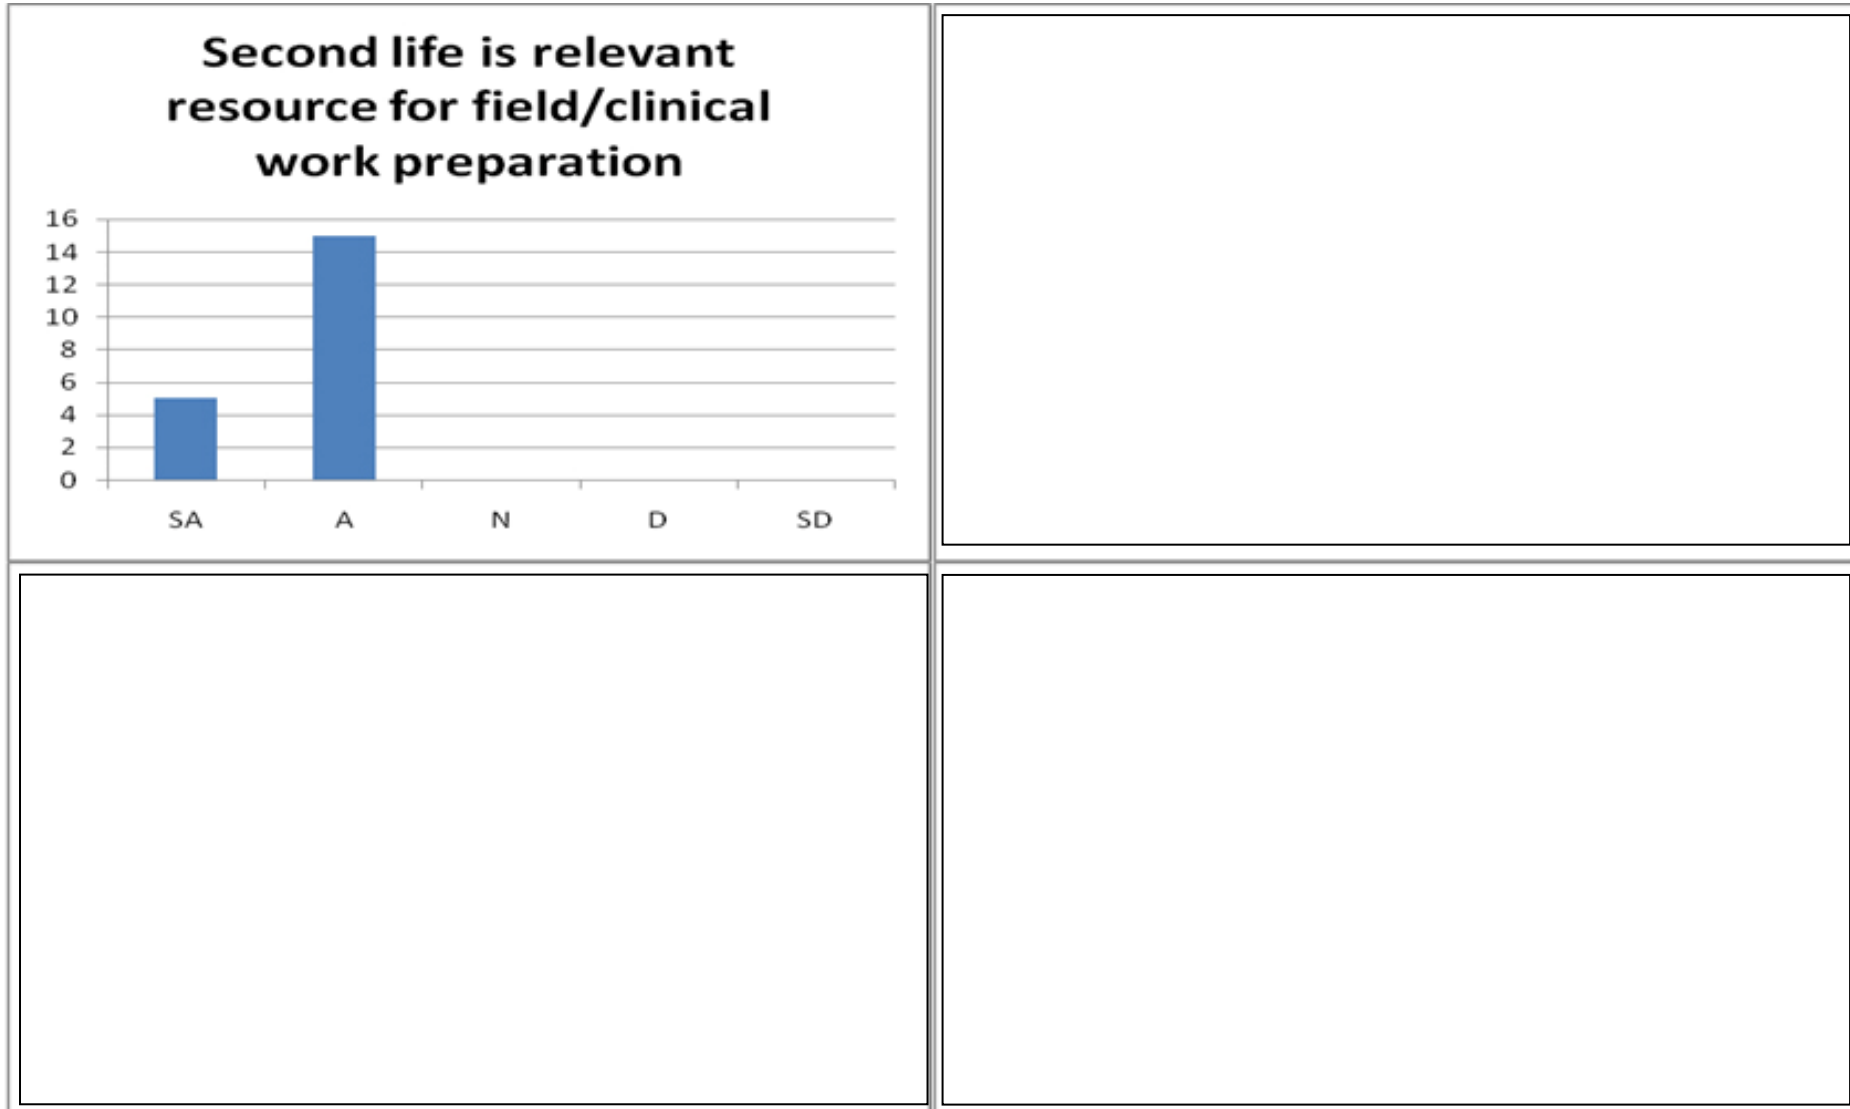 Second life is relevant
resource for field/clinical
work preparation
16
14
12
10
8
6
4
2
0
SA A N D SD